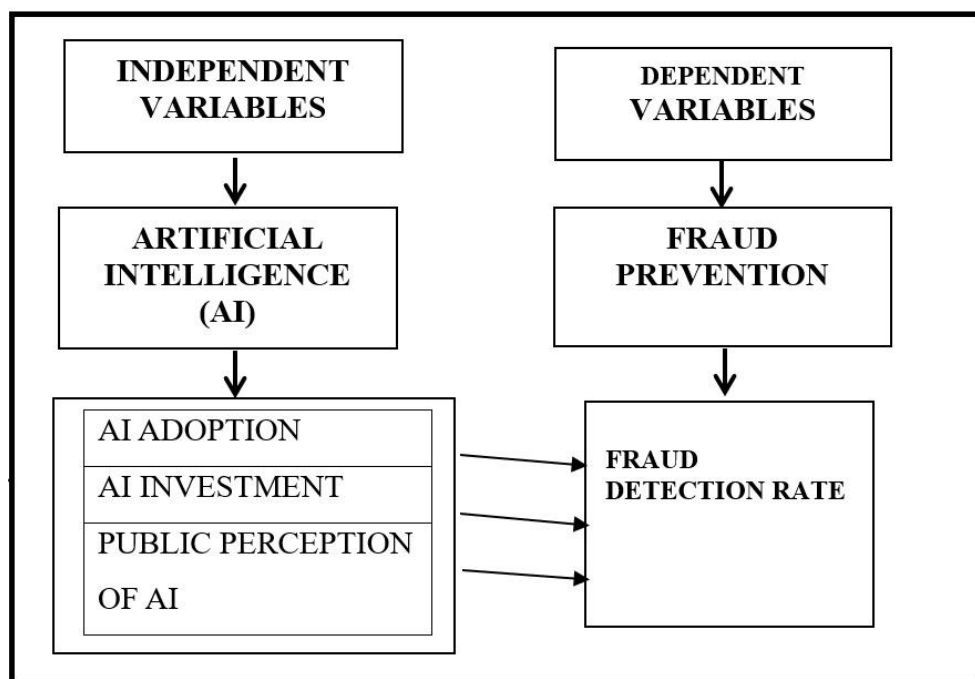 INDEPENDENT
VARIABLES
DEPENDENT
VARIABLES
ARTIFICIAL
INTELLIGENCE
(AI)
FRAUD
PREVENTION
AI ADOPTION
AI INVESTMENT
PUBLIC PERCEPTION
OF AI
FRAUD
DETECTION RATE